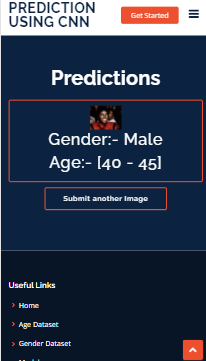 PREDICTION
USING CNN
Get Started
Predictions
Gender:- Male
Age:- [40 - 45]
Submit another Image
Useful Links
Home
Age Dataset
Gender Dataset